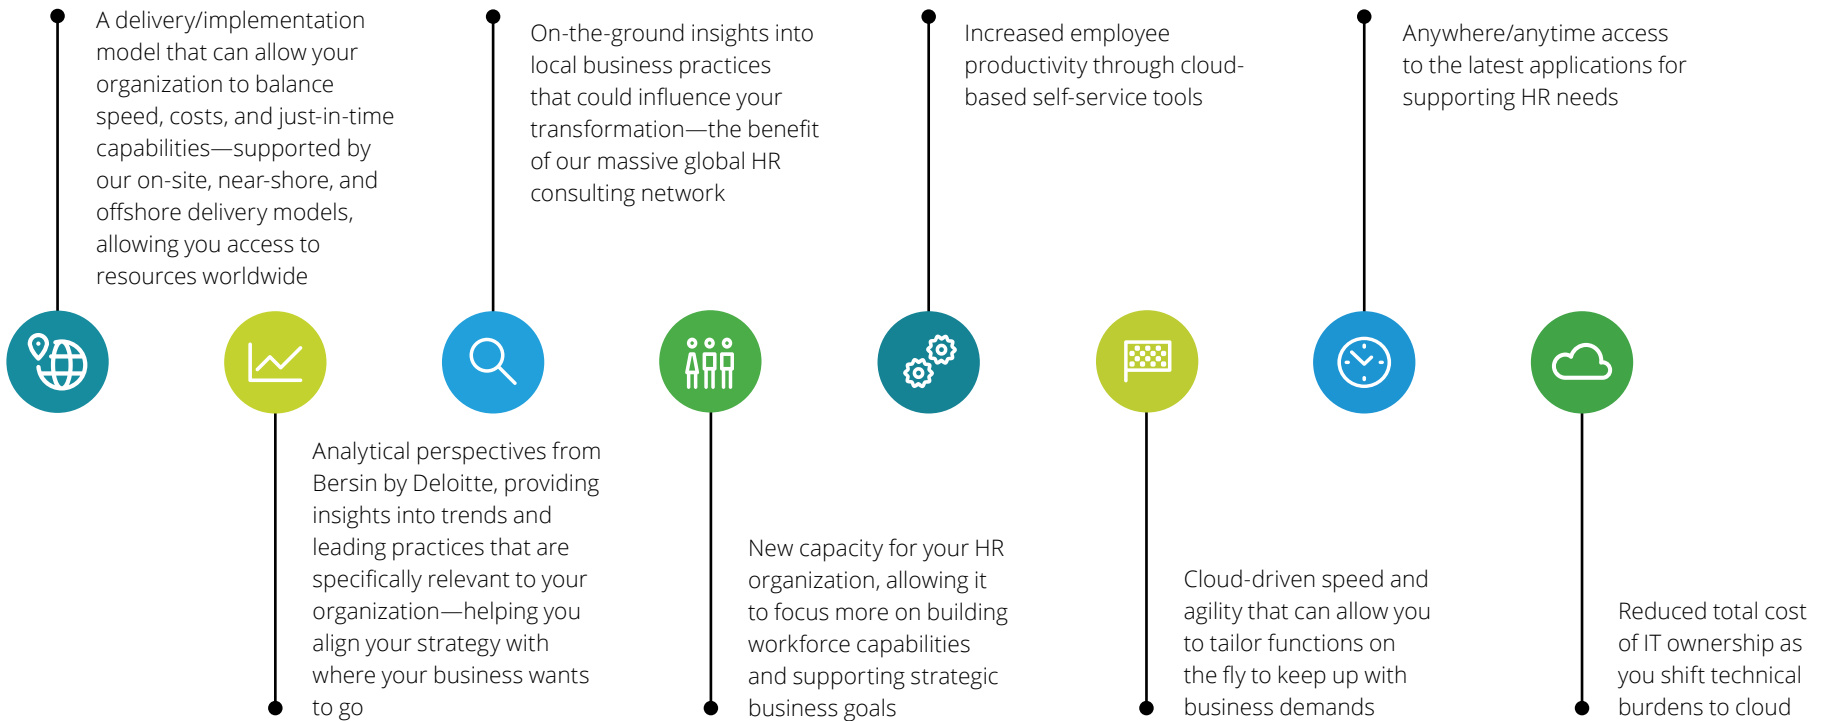 A delivery/implementation
model that can allow your
organization to balance
speed, costs, and just-in-time
capabilities—supported by
our on-site, near-shore, and
offshore delivery models,
allowing you access to
resources worldwide
Analytical perspectives from
Bersin by Deloitte, providing
insights into trends and
leading practices that are
specifically relevant to your
organization—helping you
align your strategy with
where your business wants
to go
On-the-ground insights into
local business practices
that could influence your
transformation—the benefit
of our massive global HR
consulting network
New capacity for your HR
organization, allowing it
to focus more on building
workforce capabilities
and supporting strategic
business goals
Increased employee
productivity through cloud-
based self-service tools
Cloud-driven speed and
agility that can allow you
to tailor functions on
the fly to keep up with
business demands
Anywhere/anytime access
to the latest applications for
supporting HR needs
Reduced total cost
of IT ownership as
you shift technical
burdens to cloud